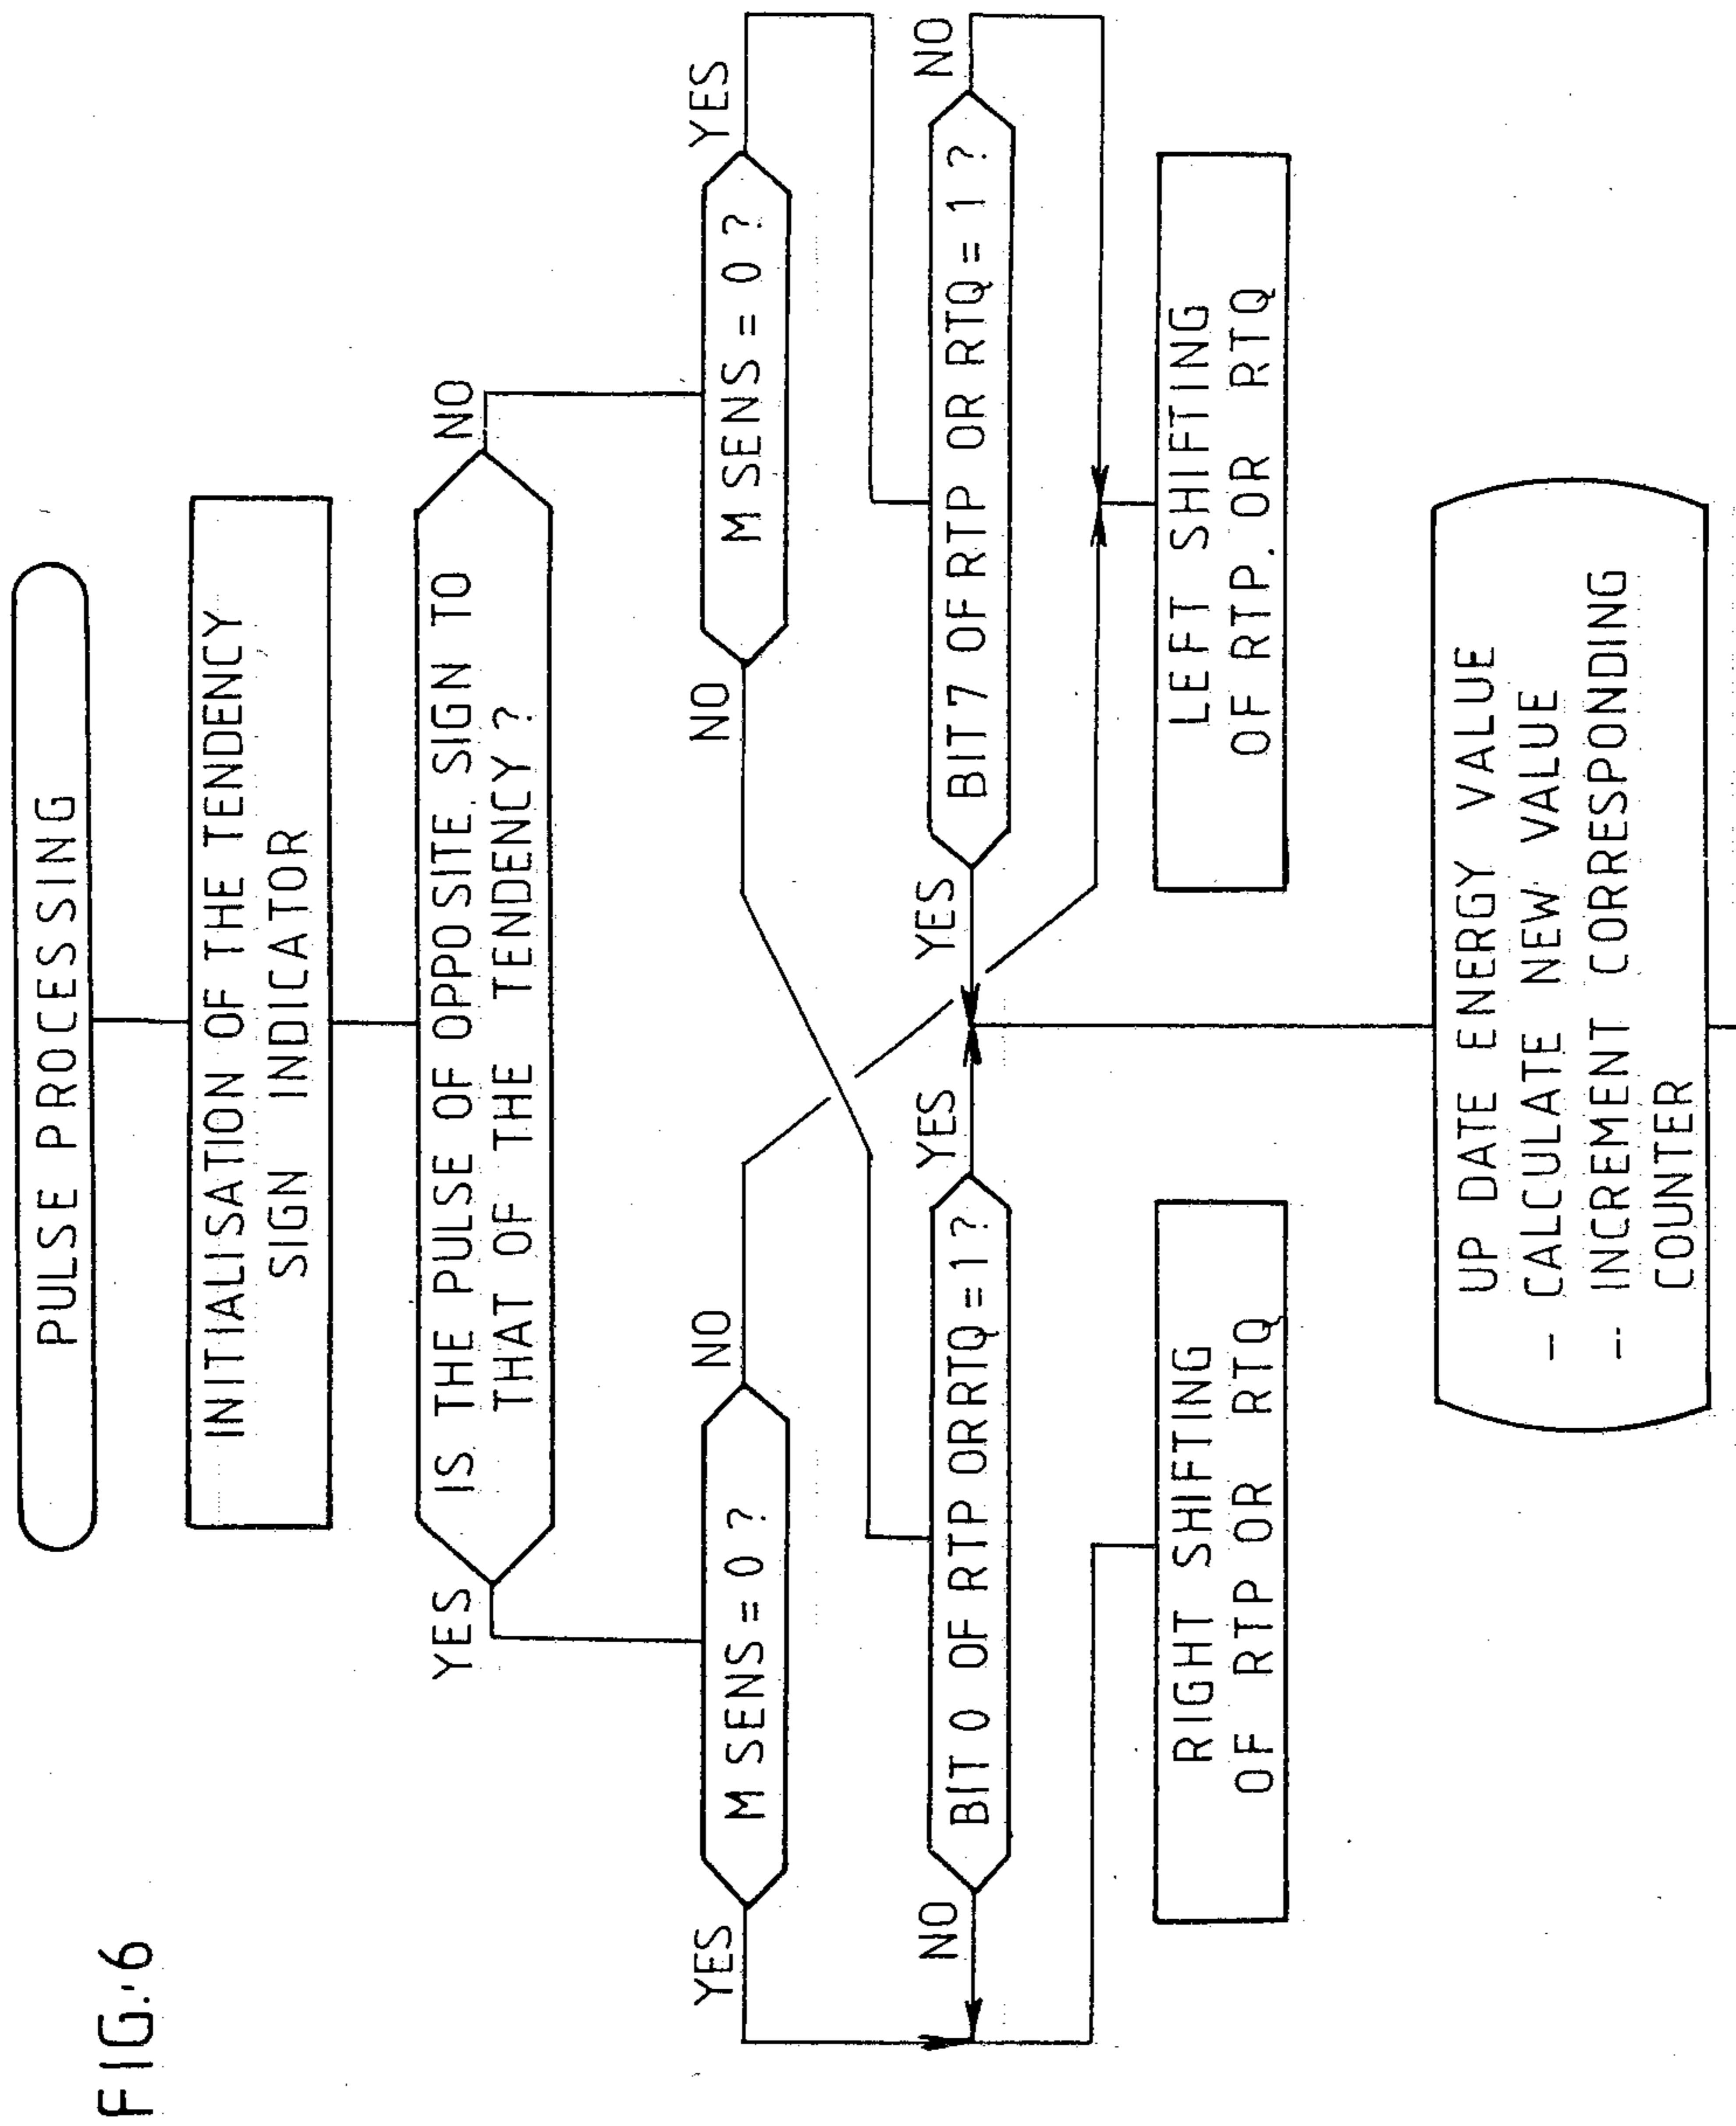 FIG. 6
PULSE PROCESSING
INITIALISATION OF THE TENDENCY
SIGN INDICATOR
IS THE PULSE OF OPPOSITE SIGN TO
THAT OF THE TENDENCY?
YES
NO
M SENS = 0 ?
YES
NO
M SENS = 0 ?
NO
YES
BIT 0 OF RTP OR RTQ = 1 ?
NO
YES
BIT 7 OF RTP OR RTQ = 1 ?
YES
NO
RIGHT SHIFTING
OF RTP OR RTQ
LEFT SHIFTING
OF RTP OR RTQ
UP DATE ENERGY VALUE
- CALCULATE NEW VALUE
- INCREMENT CORRESPONDING
COUNTER